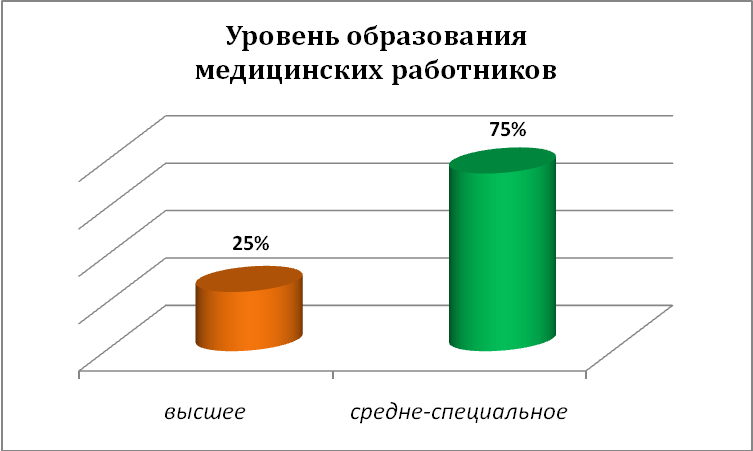 Уровень образования
медицинских работников
75%
25%
высшее
средне-специальное